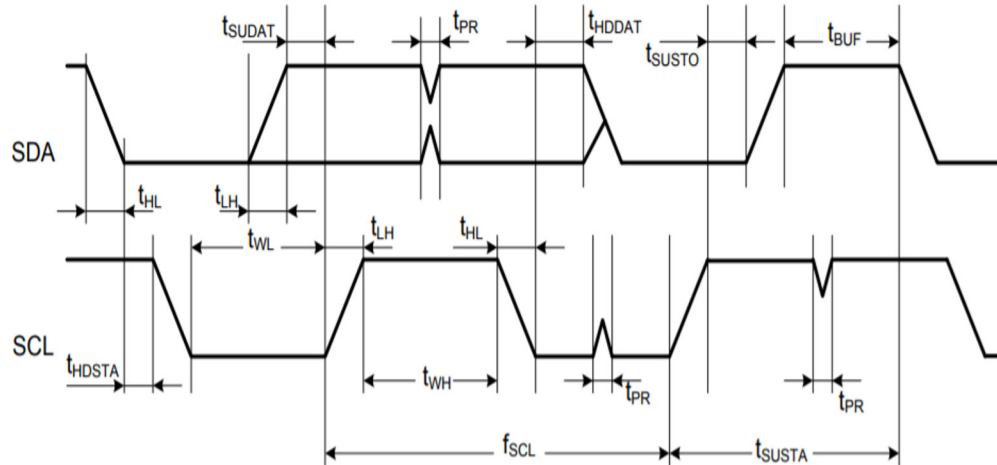 tSUDAT tPR tHDDAT tSUSTO tBUF
SDA
tHL tLH tWL tLH tHL
SCL
tHDSTA tWH tPR tPR
fSCL tSUSTA